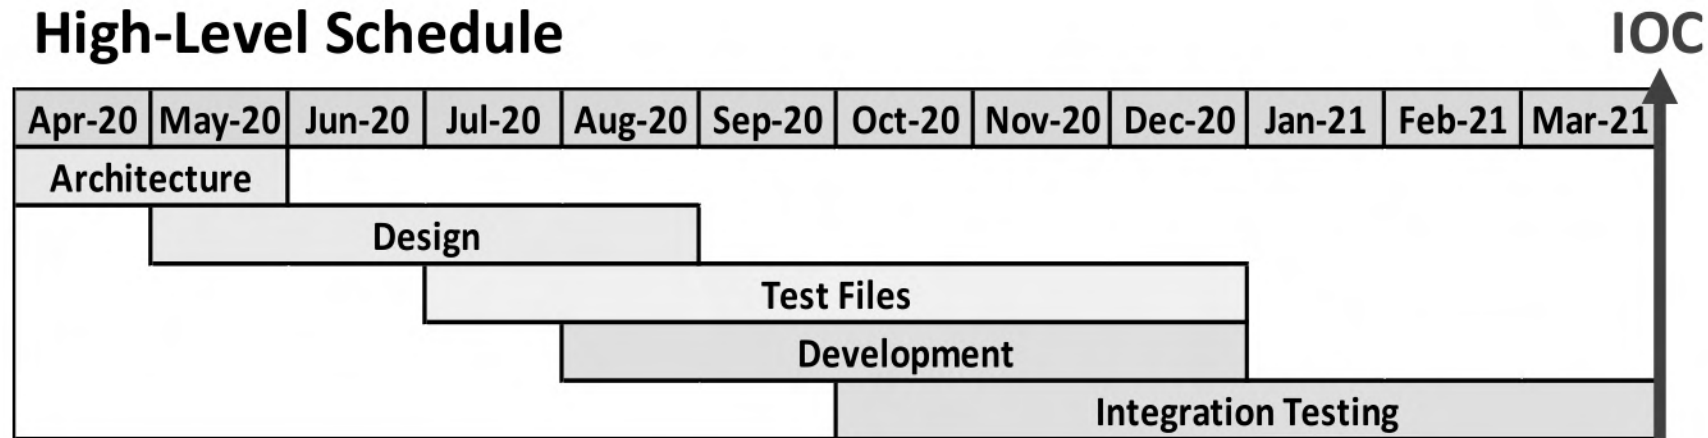 High-Level Schedule
IOC
Apr-20 May-20 Jun-20 Jul-20 Aug-20 Sep-20 Oct-20 Nov-20 Dec-20 Jan-21 Feb-21 Mar-21
Architecture
Design
Test Files
Development
Integration Testing